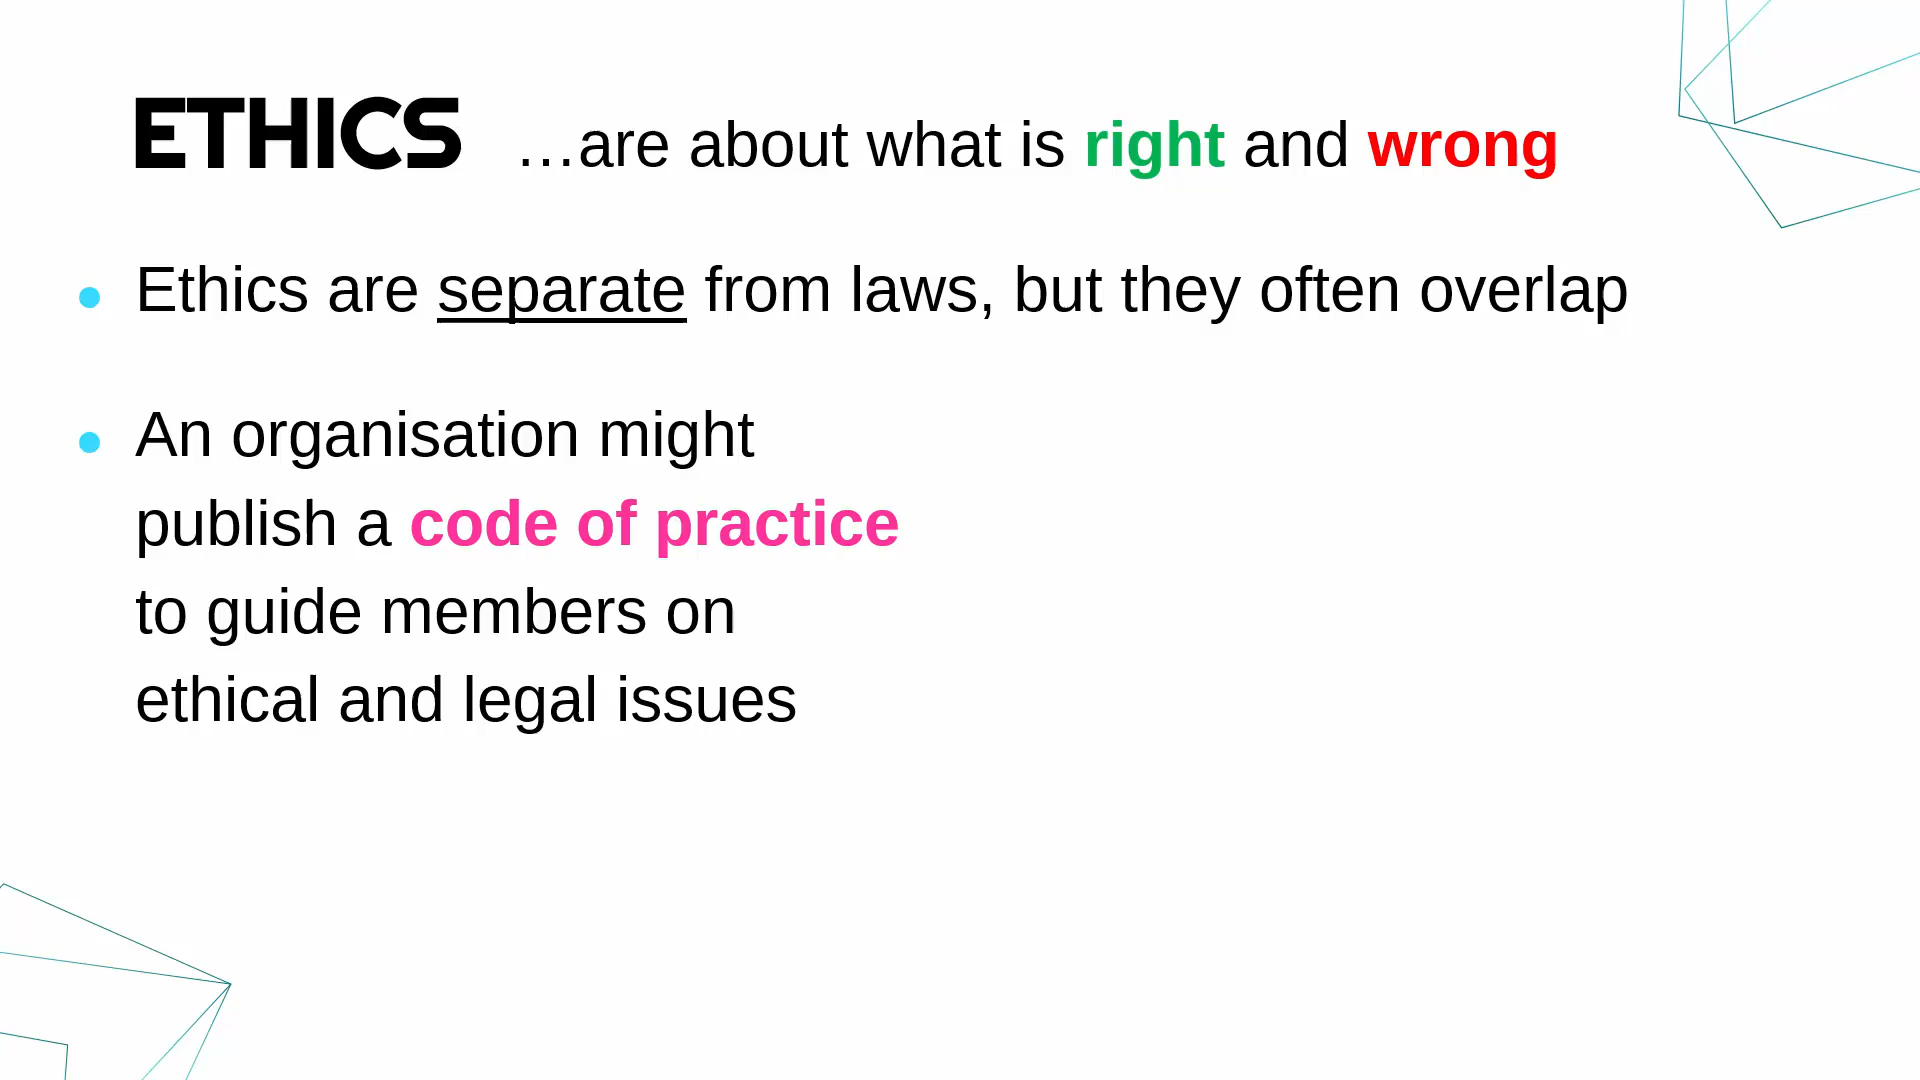 ETHICS …are about what is right and wrong
Ethics are separate from laws, but they often overlap
An organisation might
publish a code of practice
to guide members on
ethical and legal issues